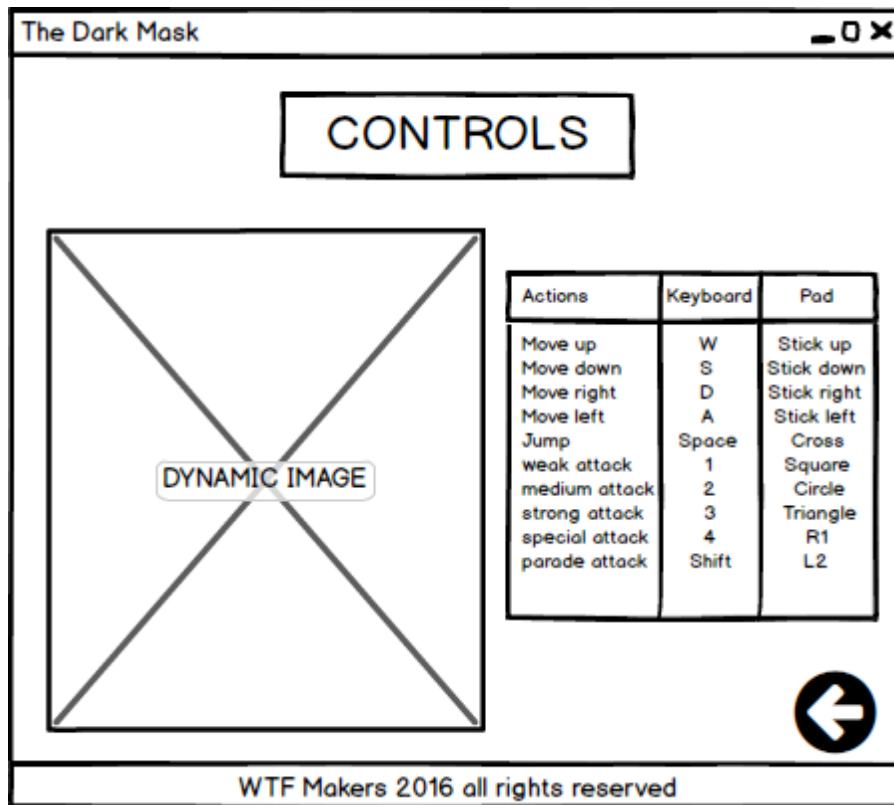 The Dark Mask
CONTROLS
DYNAMIC IMAGE
Actions Keyboard Pad
Move up W Stick up
Move down S Stick down
Move right D Stick right
Move left A Stick left
Jump Space Cross
weak attack 1 Square
medium attack 2 Circle
strong attack 3 Triangle
special attack 4 R1
parade attack Shift L2
WTF Makers 2016 all rights reserved